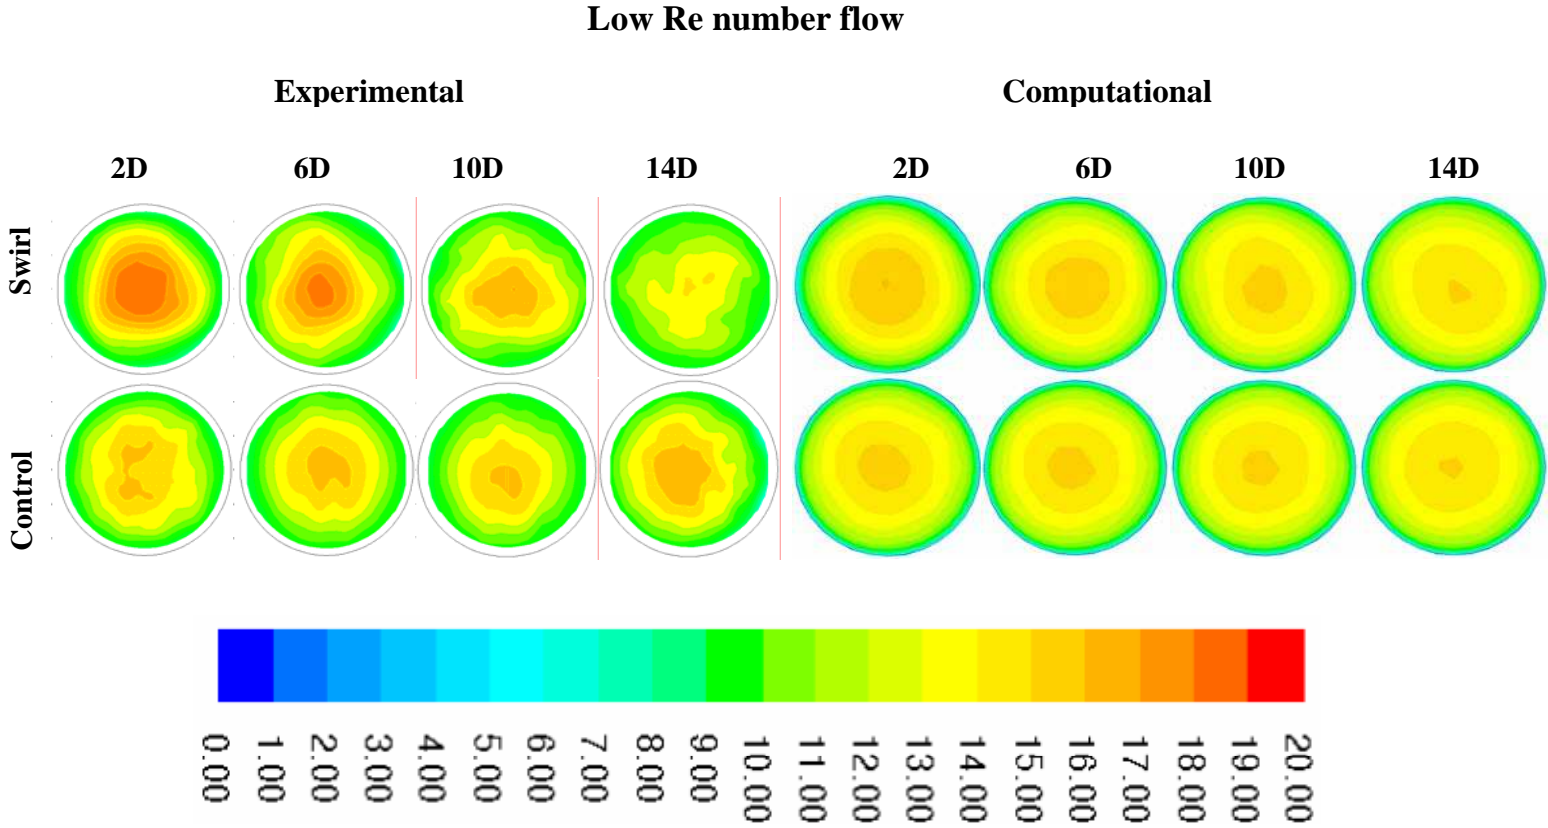 Low Re number flow
Experimental Computational
2D 6D 10D 14D 2D 6D 10D 14D
Swirl
Control
0.00 1.00 2.00 3.00 4.00 5.00 6.00 7.00 8.00 9.00 10.00 11.00 12.00 13.00 14.00 15.00 16.00 17.00 18.00 19.00 20.00